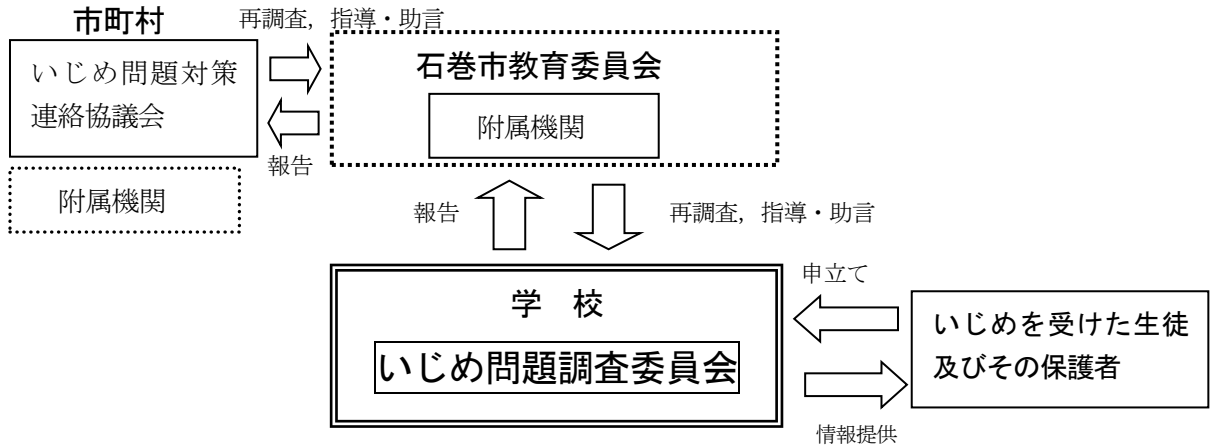 市町村
再調査，指導・助言
いじめ問題対策
連絡協議会
報告
附属機関
石巻市教育委員会
附属機関
報告
再調査，指導・助言
学　校
いじめ問題調査委員会
申立て
情報提供
いじめを受けた生徒
及びその保護者